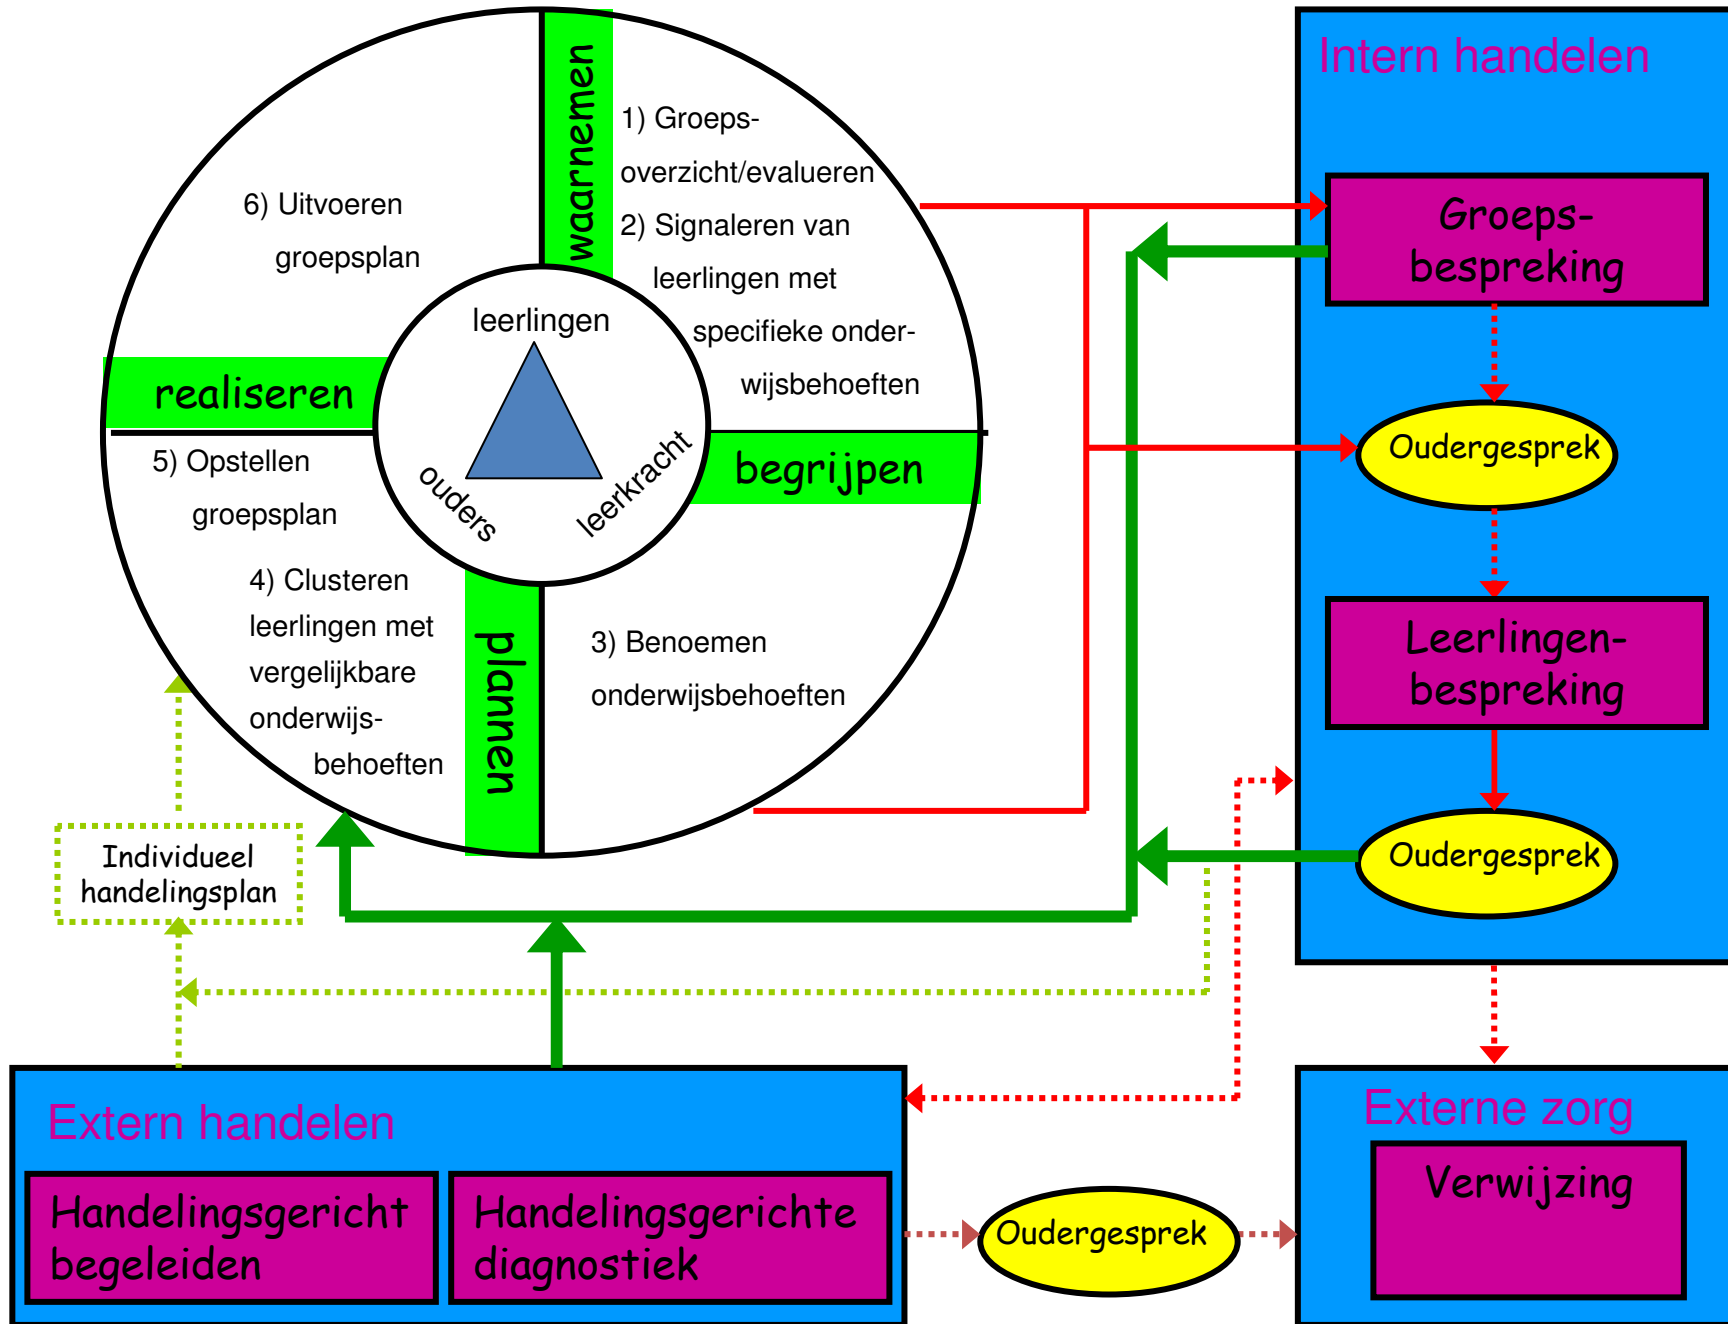 waarnemen
1) Groeps-
overzicht/evalueren
2) Signaleren van
leerlingen met
specifieke onder-
wijsbehoeften
begrijpen
3) Benoemen
onderwijsbehoeften
plannen
4) Clusteren
leerlingen met
vergelijkbare
onderwijs-
behoeften
5) Opstellen
groepsplan
realiseren
6) Uitvoeren
groepsplan
leerlingen
ouders
leerkracht
Intern handelen
Groeps-
bespreking
Oudergesprek
Leerlingen-
bespreking
Oudergesprek
Individueel
handelingsplan
Extern handelen
Handelingsgericht
begeleiden
Handelingsgerichte
diagnostiek
Oudergesprek
Externe zorg
Verwijzing